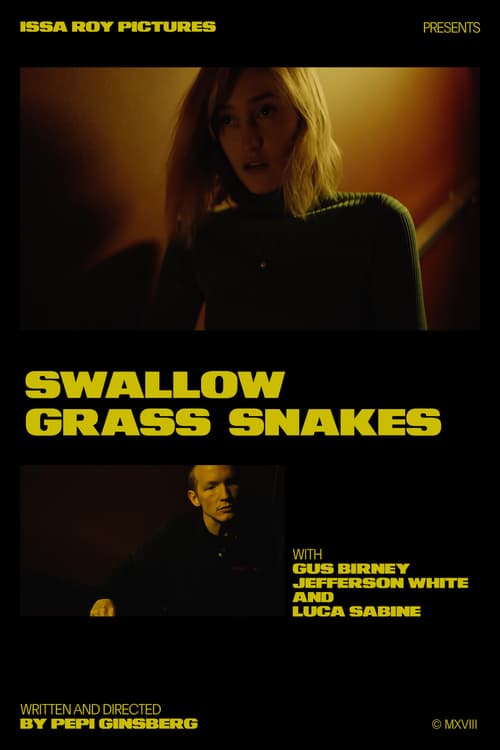 ISSA ROY PICTURES PRESENTS
SWALLOW
GRASS SNAKES
WITH
GUS BIRNEY
JEFFERSON WHITE
AND
LUCA SABINE
WRITTEN AND DIRECTED
BY PEPI GINSBERG
© MXVIII